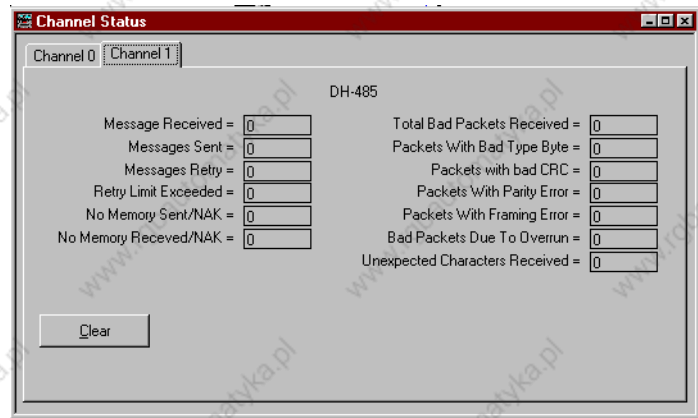 Channel Status
Channel 0 Channel 1
DH-485
Message Received = 0
Messages Sent = 0
Messages Retry = 0
Retry Limit Exceeded = 0
No Memory Sent/NAK = 0
No Memory Receved/NAK = 0
Total Bad Packets Received = 0
Packets With Bad Type Byte = 0
Packets with bad CRC = 0
Packets With Parity Error = 0
Packets With Framing Error = 0
Bad Packets Due To Overrun = 0
Unexpected Characters Received = 0
Clear
www.rgbautomatyka.pl